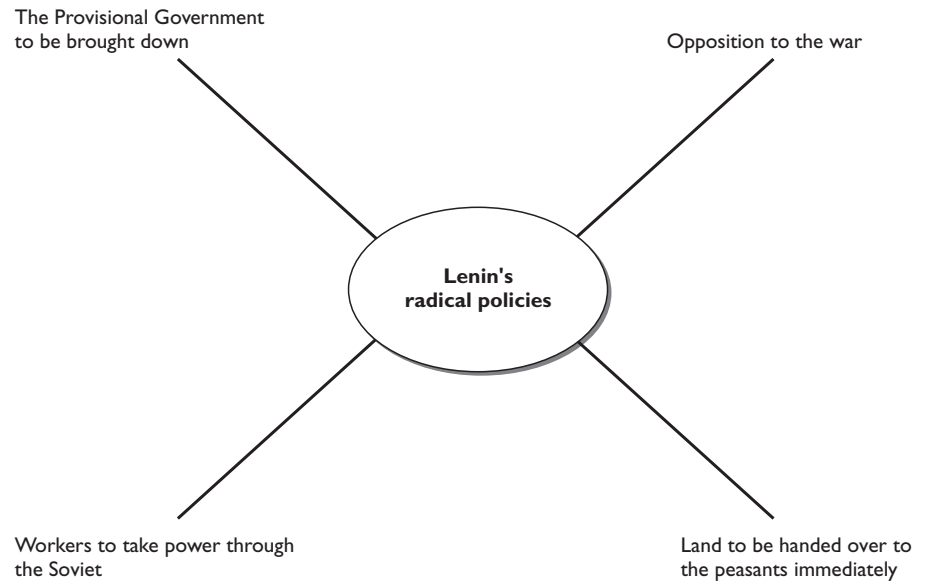 The Provisional Government
to be brought down
Opposition to the war
Lenin's
radical policies
Workers to take power through
the Soviet
Land to be handed over to
the peasants immediately